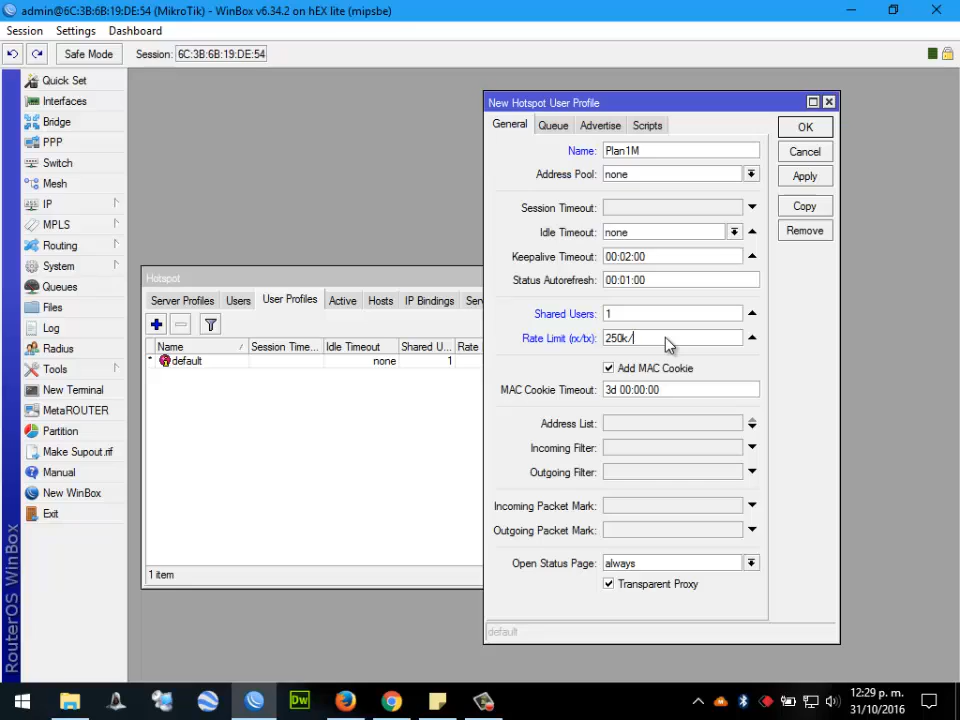 admin@6C:3B:6B:19:DE:54 (MikroTik) - WinBox v6.34.2 on hEX lite (mipsbe)
Session Settings Dashboard
Safe Mode Session: 6C:3B:6B:19:DE:54
Quick Set
Interfaces
Bridge
PPP
Switch
Mesh
IP
MPLS
Routing
System
Queues
Files
Log
Radius
Tools
New Terminal
MetaROUTER
Partition
Make Supout.rif
Manual
New WinBox
Exit
RouterOS WinBox
Hotspot
Server Profiles Users User Profiles Active Hosts IP Bindings Ser
Name / Session Time... Idle Timeout Shared U... Rate
* default none 1
1 item
New Hotspot User Profile
General Queue Advertise Scripts
Name: Plan1M
Address Pool: none
Session Timeout:
Idle Timeout: none
Keepalive Timeout: 00:02:00
Status Autorefresh: 00:01:00
Shared Users: 1
Rate Limit (rx/tx): 250k/
Add MAC Cookie
MAC Cookie Timeout: 3d 00:00:00
Address List:
Incoming Filter:
Outgoing Filter:
Incoming Packet Mark:
Outgoing Packet Mark:
Open Status Page: always
Transparent Proxy
default
OK
Cancel
Apply
Copy
Remove
Dw
12:29 p. m.
31/10/2016